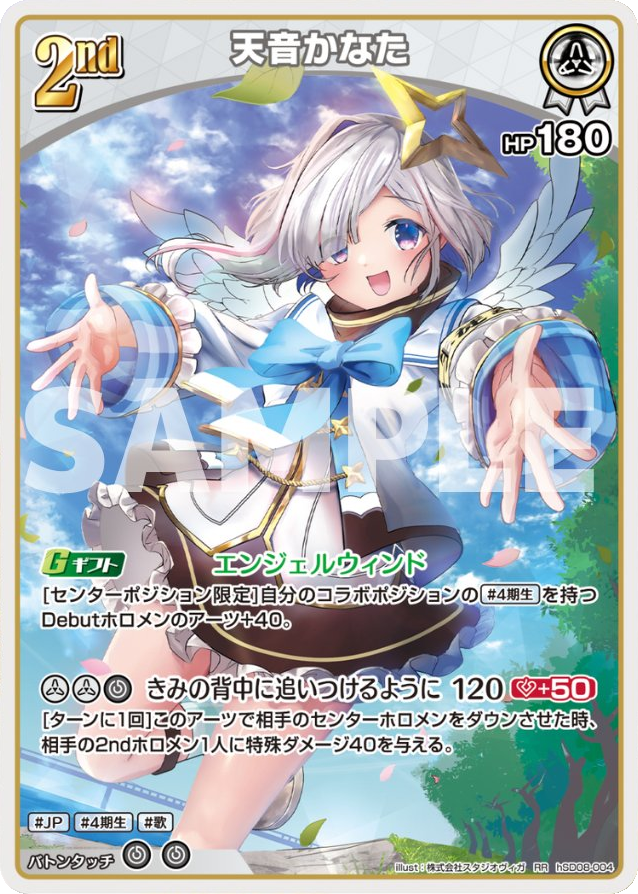 2nd
天音かなた
HP180
SAMPLE
Gギフト エンジェルウィンド
[センターポジション限定]自分のコラボポジションの#4期生を持つ
Debutホロメンのアーツ+40。
きみの背中に追いつけるように 120 +50
[ターンに1回]このアーツで相手のセンターホロメンをダウンさせた時、
相手の2ndホロメン1人に特殊ダメージ40を与える。
#JP #4期生 #歌
バトンタッチ
illust:株式会社スタジオヴィガ RR hSD08-004